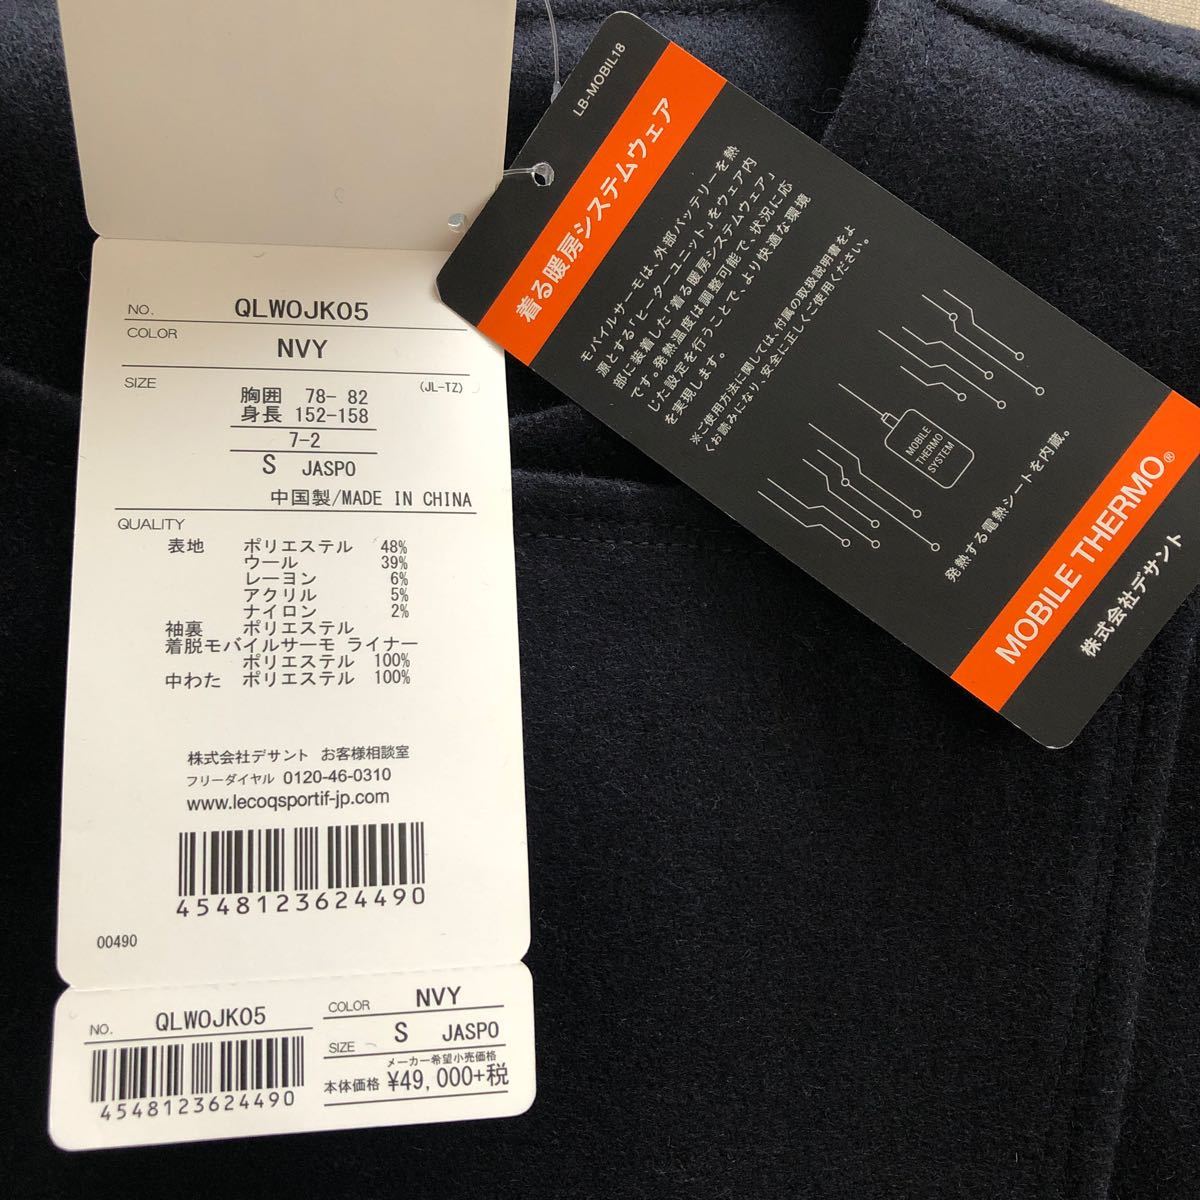 NO. QLWOJK05
COLOR
NVY
SIZE
胸囲 78- 82 (JL-TZ)
身長 152-158
7-2
S JASPO
中国製/MADE IN CHINA
QUALITY
表地 ポリエステル 48%
ウール 39%
レーヨン 6%
アクリル 5%
ナイロン 2%
袖裏 ポリエステル
着脱モバイルサーモ ライナー
ポリエステル 100%
中わた ポリエステル 100%
株式会社デサント お客様相談室
フリーダイヤル 0120-46-0310
www.lecoqsportif-jp.com
4548123624490
00490
NO. QLWOJK05
4548123624490
COLOR NVY
SIZE S JASPO
メーカー希望小売価格
本体価格 ¥49,000+税
LB-MOBIL18
着る暖房システムウェア
モバイルサーモは、外部バッテリーを熱
源とする「ヒーターユニット」をウェア内
部に装着した「着る暖房システムウェア」
です。発熱温度は調整可能で、状況に応
じた設定を行うことで、より快適な環境
を実現します。
※ご使用方法に関しては、付属の取扱説明書をよ
くお読みになり、安全に正しくご使用ください。
MOBILE
THERMO
SYSTEM
発熱する電熱シートを内蔵。
MOBILE THERMO®
株式会社デサント